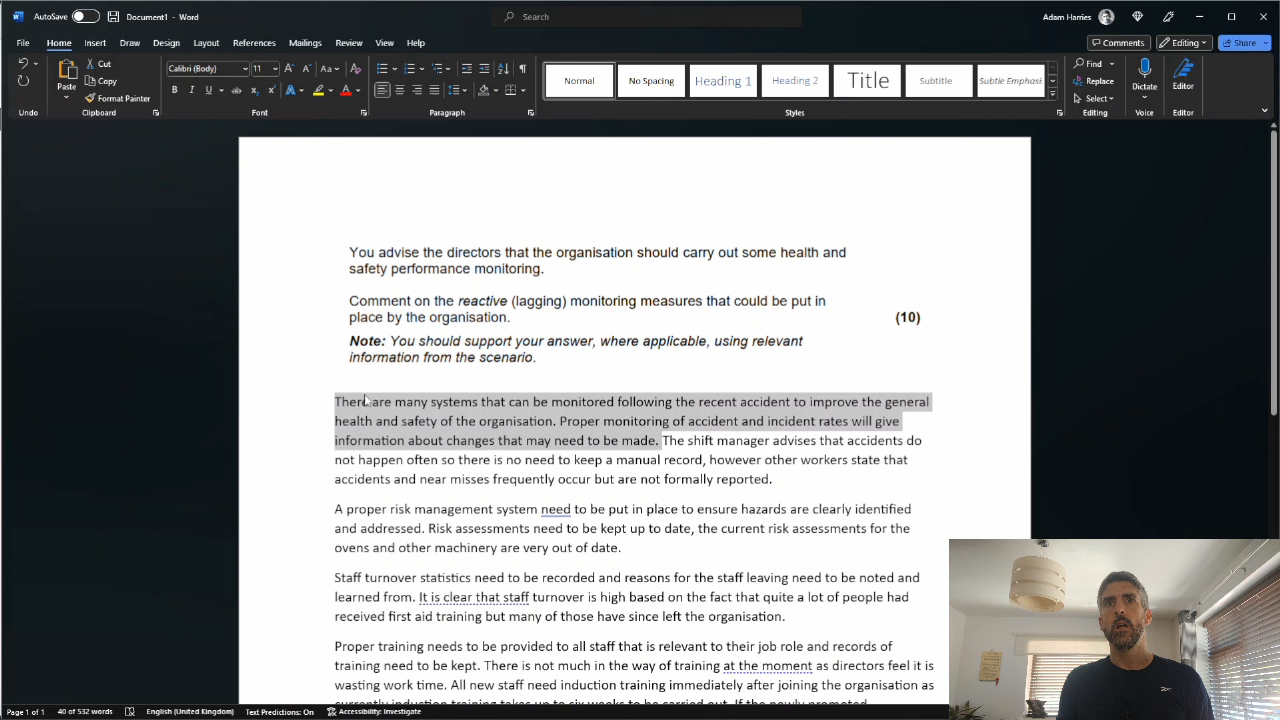 AutoSave Document1 - Word Search Adam Harries
File Home Insert Draw Design Layout References Mailings Review View Help Comments Editing Share
Paste Cut Copy Format Painter
Calibri (Body) 11 Aa
B I U ab x₂ x² A A
Normal No Spacing Heading 1 Heading 2 Title Subtitle Subtle Emphasi
Find Replace Select Dictate Editor
Undo Clipboard Font Paragraph Styles Editing Voice Editor
You advise the directors that the organisation should carry out some health and
safety performance monitoring.
Comment on the reactive (lagging) monitoring measures that could be put in
place by the organisation. (10)
Note: You should support your answer, where applicable, using relevant
information from the scenario.
There are many systems that can be monitored following the recent accident to improve the general
health and safety of the organisation. Proper monitoring of accident and incident rates will give
information about changes that may need to be made. The shift manager advises that accidents do
not happen often so there is no need to keep a manual record, however other workers state that
accidents and near misses frequently occur but are not formally reported.
A proper risk management system need to be put in place to ensure hazards are clearly identified
and addressed. Risk assessments need to be kept up to date, the current risk assessments for the
ovens and other machinery are very out of date.
Staff turnover statistics need to be recorded and reasons for the staff leaving need to be noted and
learned from. It is clear that staff turnover is high based on the fact that quite a lot of people had
received first aid training but many of those have since left the organisation.
Proper training needs to be provided to all staff that is relevant to their job role and records of
training need to be kept. There is not much in the way of training at the moment as directors feel it is
wasting work time. All new staff need induction training immediately after joining the organisation as
Page 1 of 1 40 of 532 words English (United Kingdom) Text Predictions: On Accessibility: Investigate